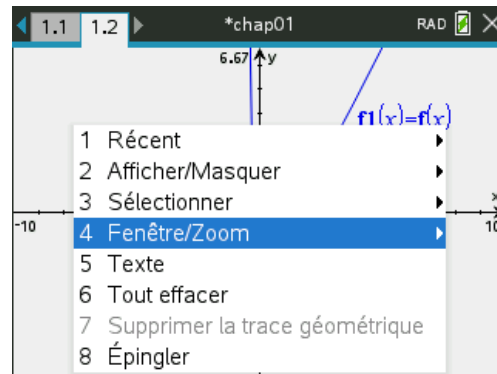 1.1 1.2 *chap01 RAD
6.67 y
f1(x)=f(x)
1 Récent
2 Afficher/Masquer
3 Sélectionner
x
-10 10
4 Fenêtre/Zoom
5 Texte
6 Tout effacer
7 Supprimer la trace géométrique
8 Épingler